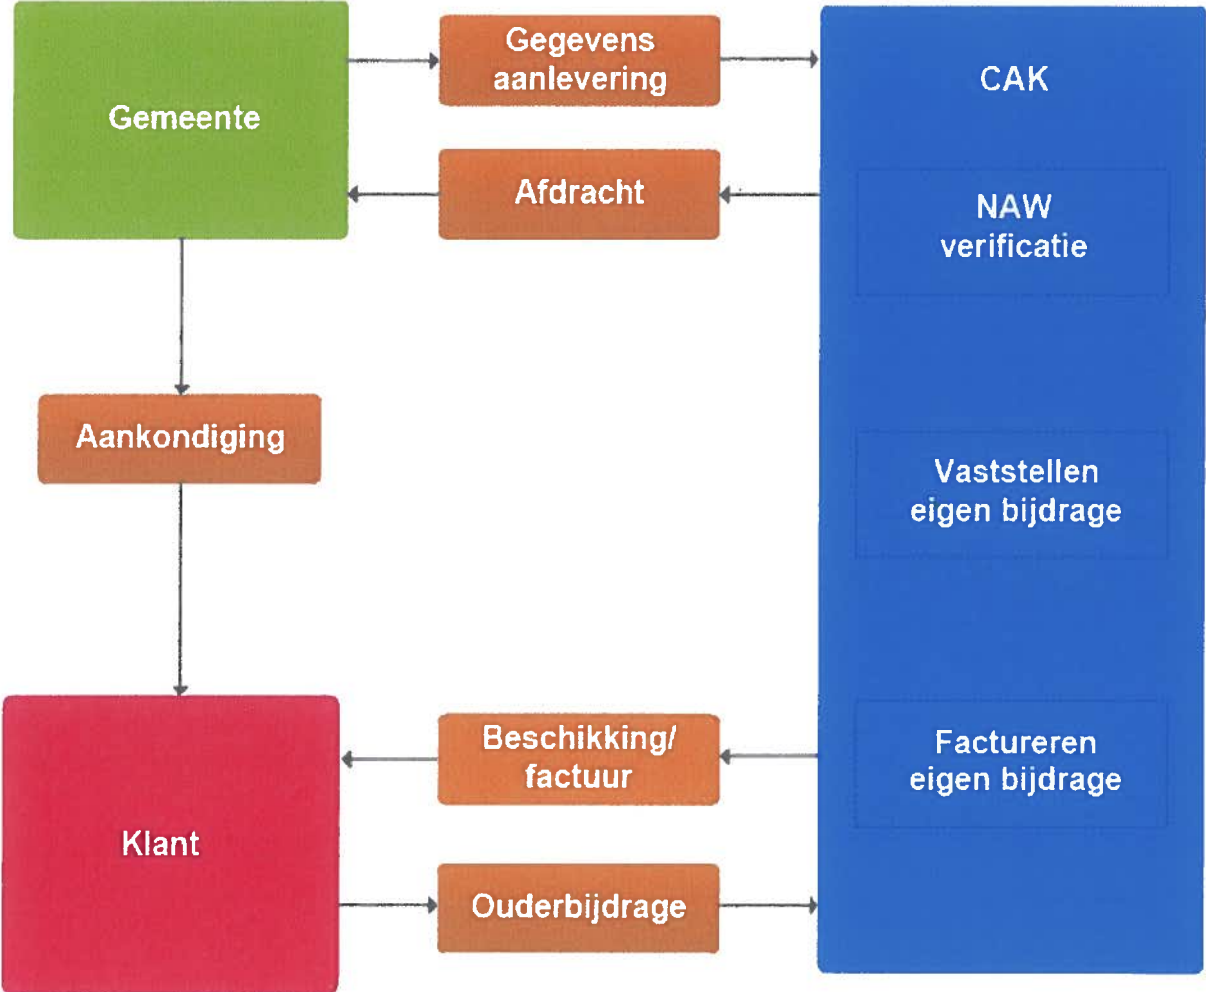 Gegevens
aanlevering
CAK
Gemeente
Afdracht
NAW
verificatie
Aankondiging
Vaststellen
eigen bijdrage
Beschikking/
factuur
Factureren
eigen bijdrage
Klant
Ouderbijdrage